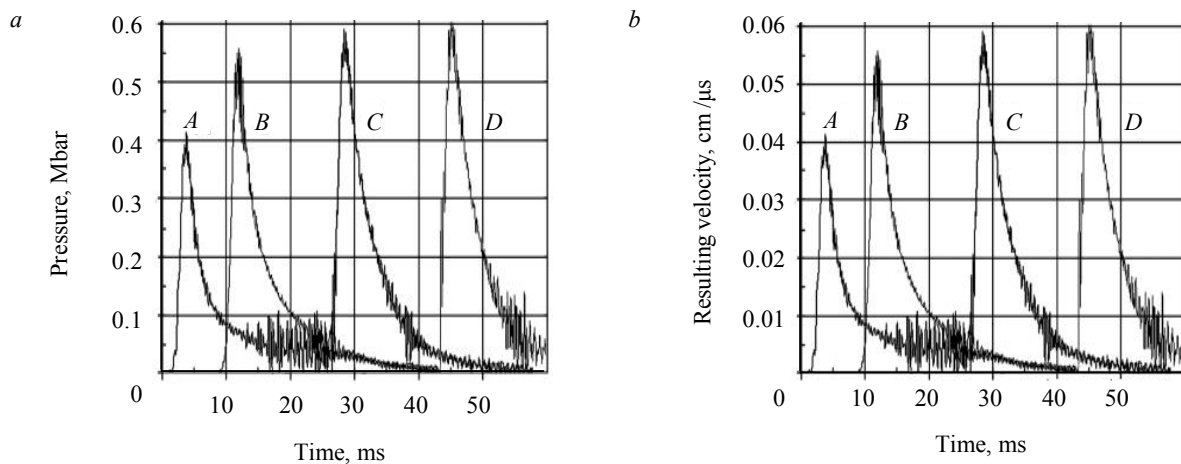 a
Pressure, Mbar
0.6
0.5
0.4
0.3
0.2
0.1
0
A
B
C
D
10
20
30
40
50
Time, ms
b
Resulting velocity, cm /μs
0.06
0.05
0.04
0.03
0.02
0.01
0
A
B
C
D
10
20
30
40
50
Time, ms